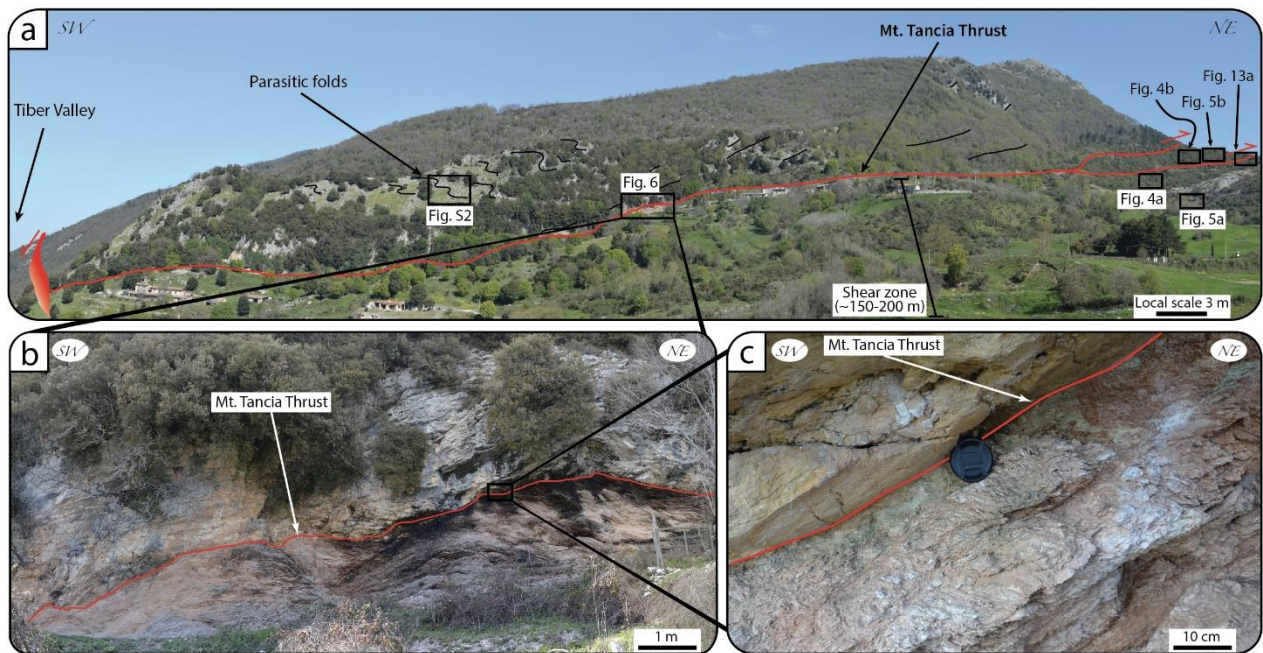 a
SW
NE
Mt. Tancia Thrust
Parasitic folds
Tiber Valley
Fig. 4b
Fig. 5b
Fig. 13a
Fig. S2
Fig. 6
Fig. 4a
Fig. 5a
Shear zone
(~150-200 m)
Local scale 3 m
b
SW
NE
Mt. Tancia Thrust
1 m
c
SW
Mt. Tancia Thrust
NE
10 cm